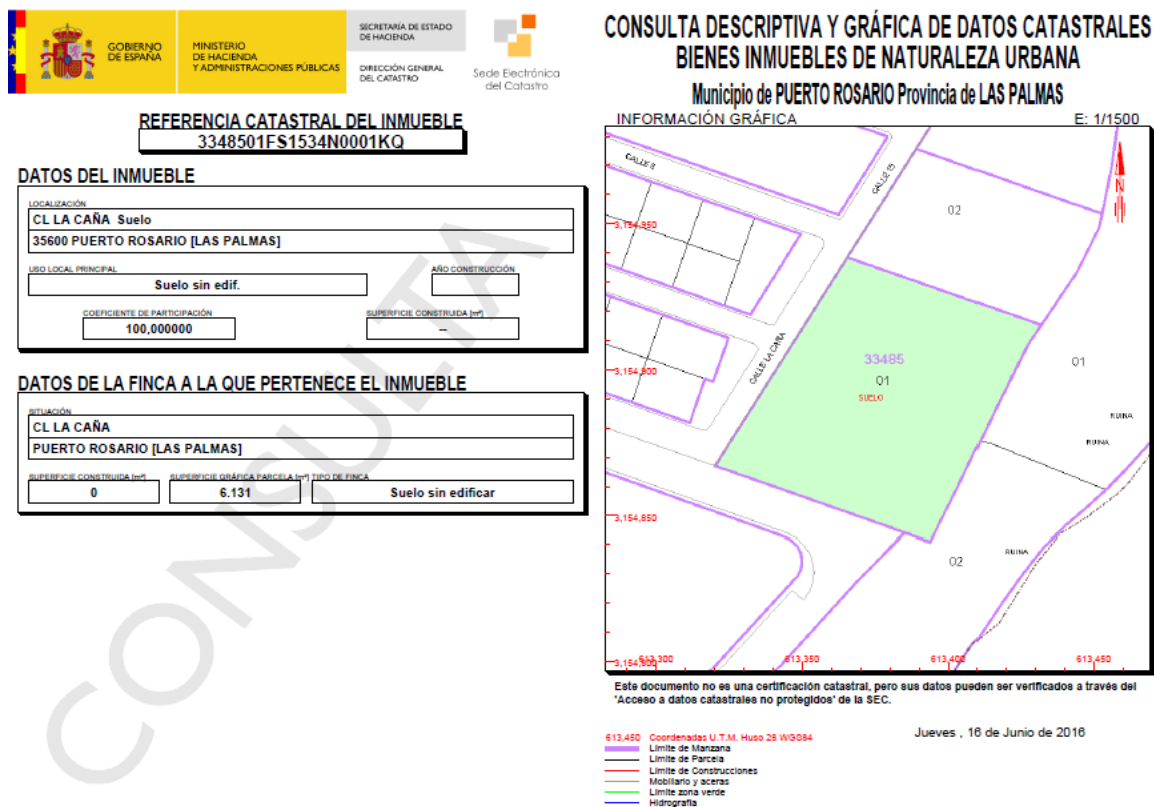 GOBIERNO
DE ESPAÑA
MINISTERIO
DE HACIENDA
Y ADMINISTRACIONES PÚBLICAS
SECRETARÍA DE ESTADO
DE HACIENDA
DIRECCIÓN GENERAL
DEL CATASTRO
Sede Electrónica
del Catastro
REFERENCIA CATASTRAL DEL INMUEBLE
3348501FS1534N0001KQ
DATOS DEL INMUEBLE
LOCALIZACIÓN
CL LA CAÑA Suelo
35600 PUERTO ROSARIO [LAS PALMAS]
USO LOCAL PRINCIPAL
Suelo sin edif.
AÑO CONSTRUCCIÓN
COEFICIENTE DE PARTICIPACIÓN
100,000000
SUPERFICIE CONSTRUIDA [m²]
--
DATOS DE LA FINCA A LA QUE PERTENECE EL INMUEBLE
SITUACIÓN
CL LA CAÑA
PUERTO ROSARIO [LAS PALMAS]
SUPERFICIE CONSTRUIDA [m²]
0
SUPERFICIE GRÁFICA PARCELA [m²]
6.131
TIPO DE FINCA
Suelo sin edificar
CONSULTA
CONSULTA DESCRIPTIVA Y GRÁFICA DE DATOS CATASTRALES
BIENES INMUEBLES DE NATURALEZA URBANA
Municipio de PUERTO ROSARIO Provincia de LAS PALMAS
INFORMACIÓN GRÁFICA
E: 1/1500
CALLE 15
N
02
3,154,950
CALLE LA CAÑA
33485
01
SUELO
01
3,154,900
RUINA
RUINA
3,154,850
RUINA
02
3,154,800
613,300
613,350
613,400
613,450
Este documento no es una certificación catastral, pero sus datos pueden ser verificados a través del
'Acceso a datos catastrales no protegidos' de la SEC.
613,450 Coordenadas U.T.M. Huso 28 WGS84
Límite de Manzana
Límite de Parcela
Límite de Construcciones
Mobiliario y aceras
Límite zona verde
Hidrografía
Jueves , 16 de Junio de 2016